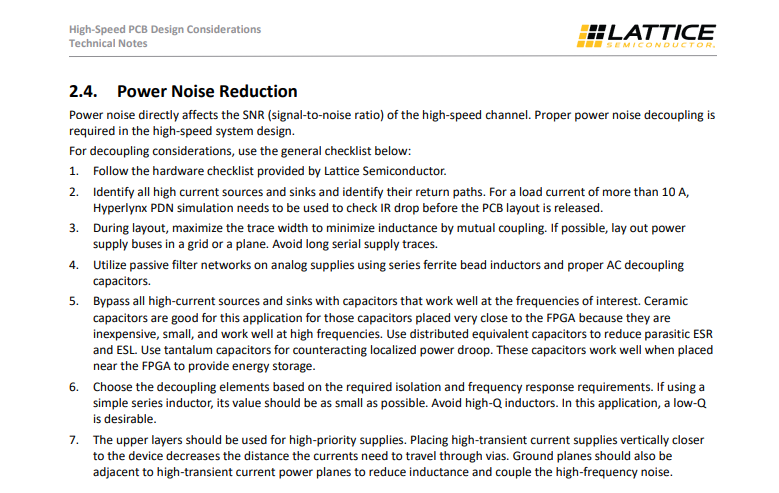 High-Speed PCB Design Considerations
Technical Notes
LATTICE
SEMICONDUCTOR.
2.4. Power Noise Reduction
Power noise directly affects the SNR (signal-to-noise ratio) of the high-speed channel. Proper power noise decoupling is
required in the high-speed system design.
For decoupling considerations, use the general checklist below:
1. Follow the hardware checklist provided by Lattice Semiconductor.
2. Identify all high current sources and sinks and identify their return paths. For a load current of more than 10 A,
Hyperlynx PDN simulation needs to be used to check IR drop before the PCB layout is released.
3. During layout, maximize the trace width to minimize inductance by mutual coupling. If possible, lay out power
supply buses in a grid or a plane. Avoid long serial supply traces.
4. Utilize passive filter networks on analog supplies using series ferrite bead inductors and proper AC decoupling
capacitors.
5. Bypass all high-current sources and sinks with capacitors that work well at the frequencies of interest. Ceramic
capacitors are good for this application for those capacitors placed very close to the FPGA because they are
inexpensive, small, and work well at high frequencies. Use distributed equivalent capacitors to reduce parasitic ESR
and ESL. Use tantalum capacitors for counteracting localized power droop. These capacitors work well when placed
near the FPGA to provide energy storage.
6. Choose the decoupling elements based on the required isolation and frequency response requirements. If using a
simple series inductor, its value should be as small as possible. Avoid high-Q inductors. In this application, a low-Q
is desirable.
7. The upper layers should be used for high-priority supplies. Placing high-transient current supplies vertically closer
to the device decreases the distance the currents need to travel through vias. Ground planes should also be
adjacent to high-transient current power planes to reduce inductance and couple the high-frequency noise.